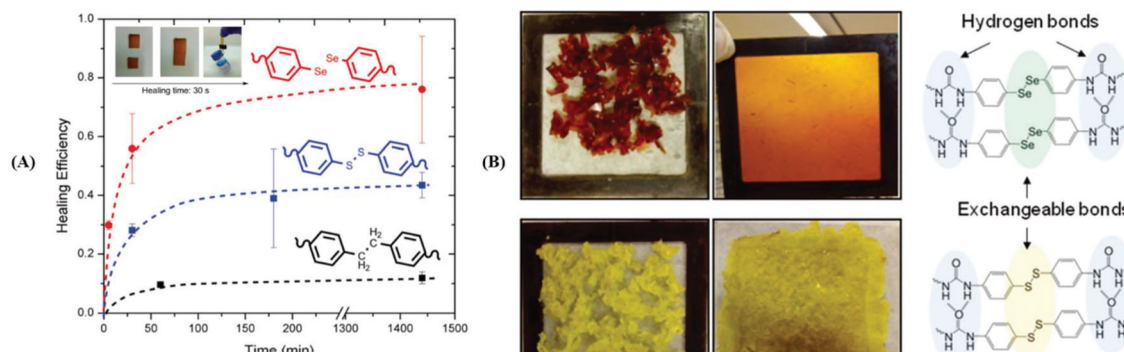 (A)
Healing Efficiency
1.0
0.8
0.6
0.4
0.2
0.0
0
50
100
150
200
1300
1400
1500
Time (min)
Healing time: 30 s
Se
Se
S
S
H₂
C
C
H₂
(B)
Hydrogen bonds
O
N
H
N
H
Se
Se
O
N
H
N
H
O
N
H
N
H
Se
Se
O
N
H
N
H
Exchangeable bonds
O
N
H
N
H
S
S
O
N
H
N
H
O
N
H
N
H
S
S
O
N
H
N
H